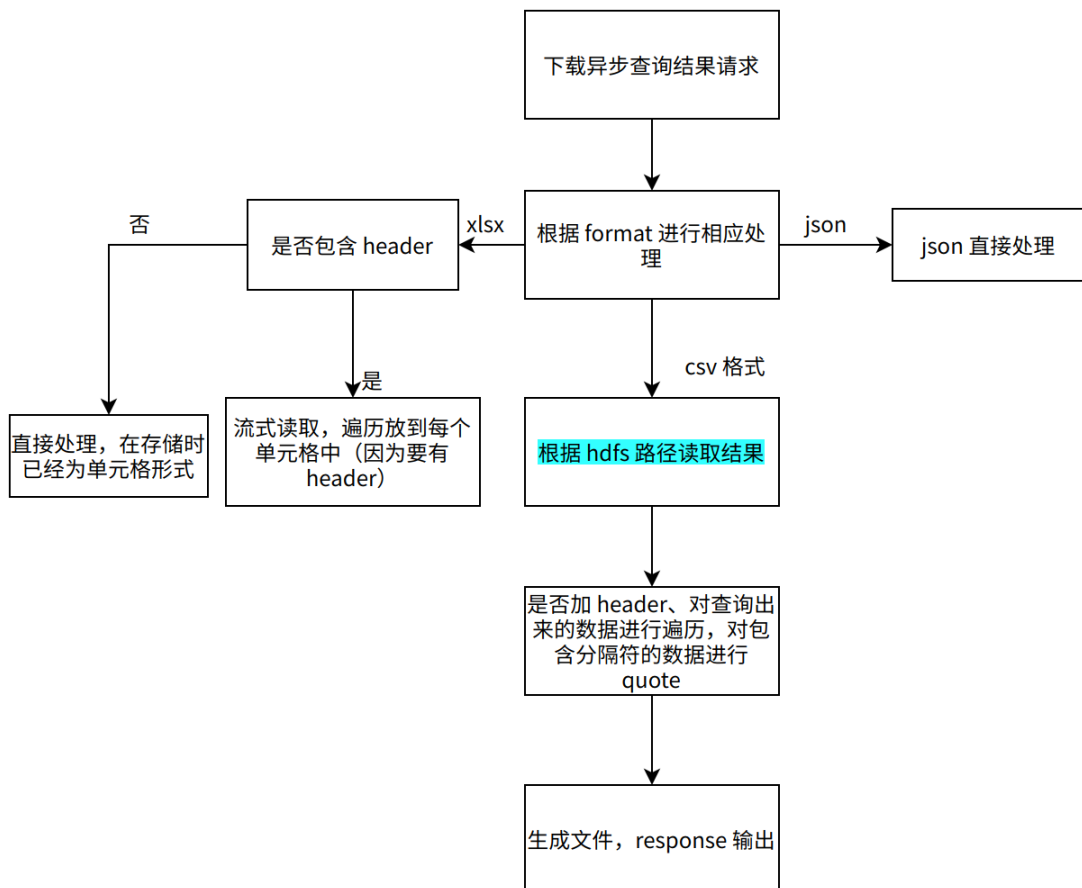 下载异步查询结果请求
否
是否包含 header
xlsx
根据 format 进行相应处
理
json
json 直接处理
csv 格式
是
直接处理，在存储时
已经为单元格形式
流式读取，遍历放到每个
单元格中（因为要有
header）
根据 hdfs 路径读取结果
是否加 header、对查询出
来的数据进行遍历，对包
含分隔符的数据进行
quote
生成文件，response 输出